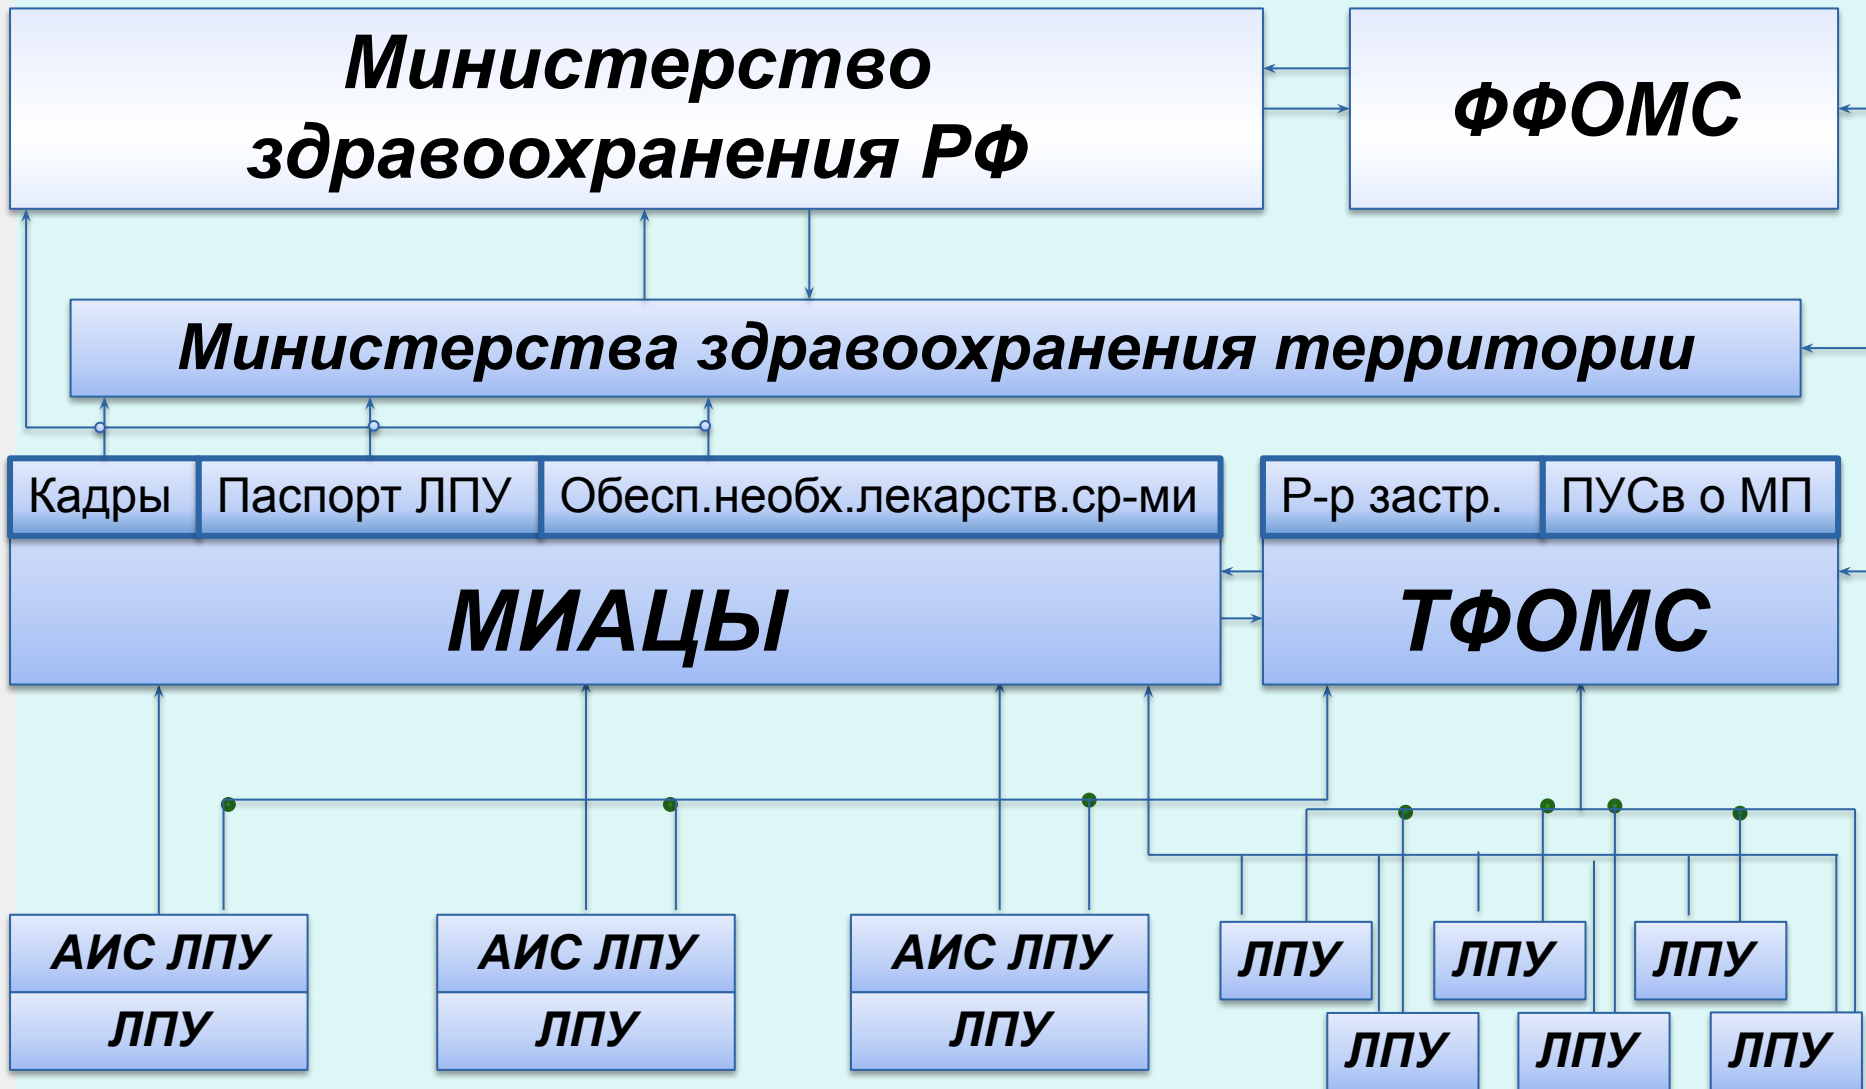 Министерство
здравоохранения РФ
ФФОМС
Министерства здравоохранения территории
Кадры
Паспорт ЛПУ
Обесп.необх.лекарств.ср-ми
Р-р застр.
ПУСв о МП
МИАЦЫ
ТФОМС
АИС ЛПУ
ЛПУ
АИС ЛПУ
ЛПУ
АИС ЛПУ
ЛПУ
ЛПУ
ЛПУ
ЛПУ
ЛПУ
ЛПУ
ЛПУ